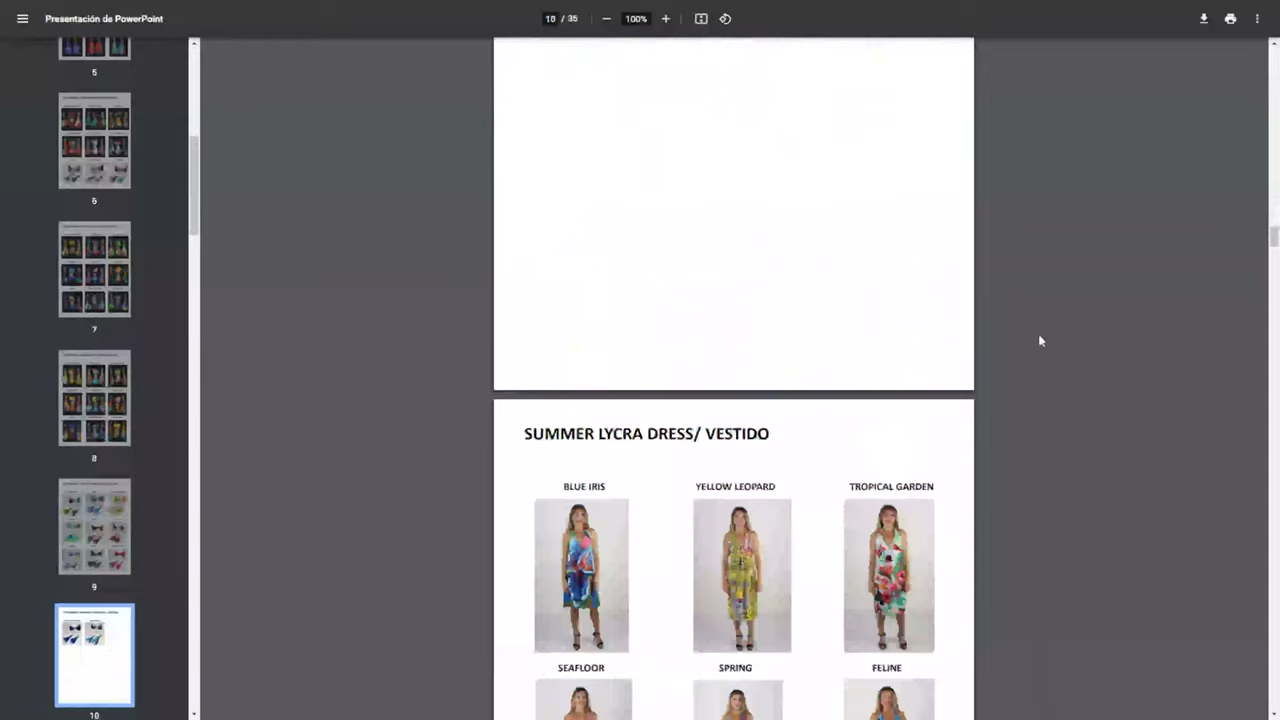 Presentación de PowerPoint
10 / 35
100%
5
6
7
8
9
10
SUMMER LYCRA DRESS/ VESTIDO
BLUE IRIS
YELLOW LEOPARD
TROPICAL GARDEN
SEAFLOOR
SPRING
FELINE